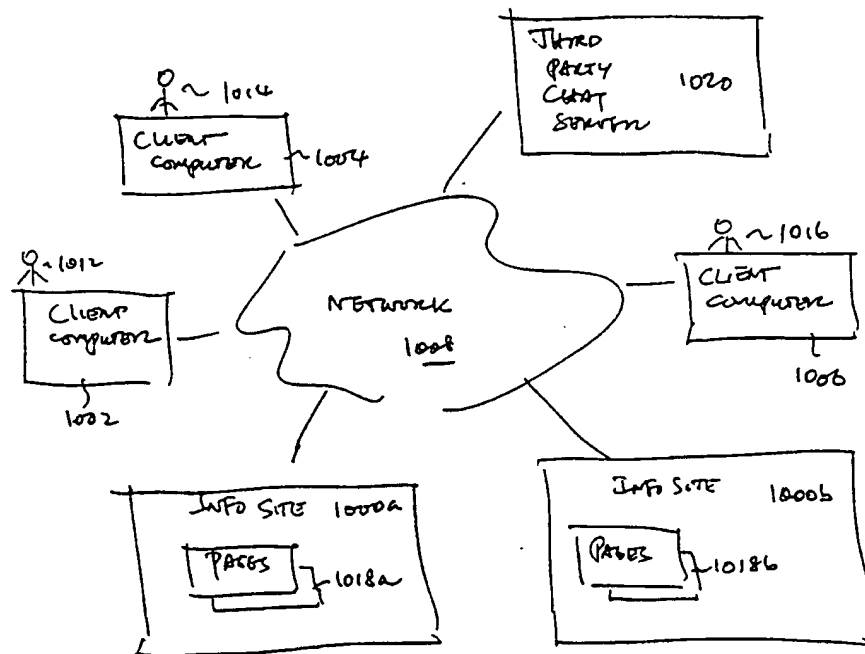 THIRD
PARTY
CHAT
SERVER
1020
1014
CLIENT
COMPUTER
1004
1012
CLIENT
COMPUTER
1002
1016
CLIENT
COMPUTER
1006
NETWORK
1008
INFO SITE 1000a
PAGES
1018a
INFO SITE 1000b
PAGES
1018b